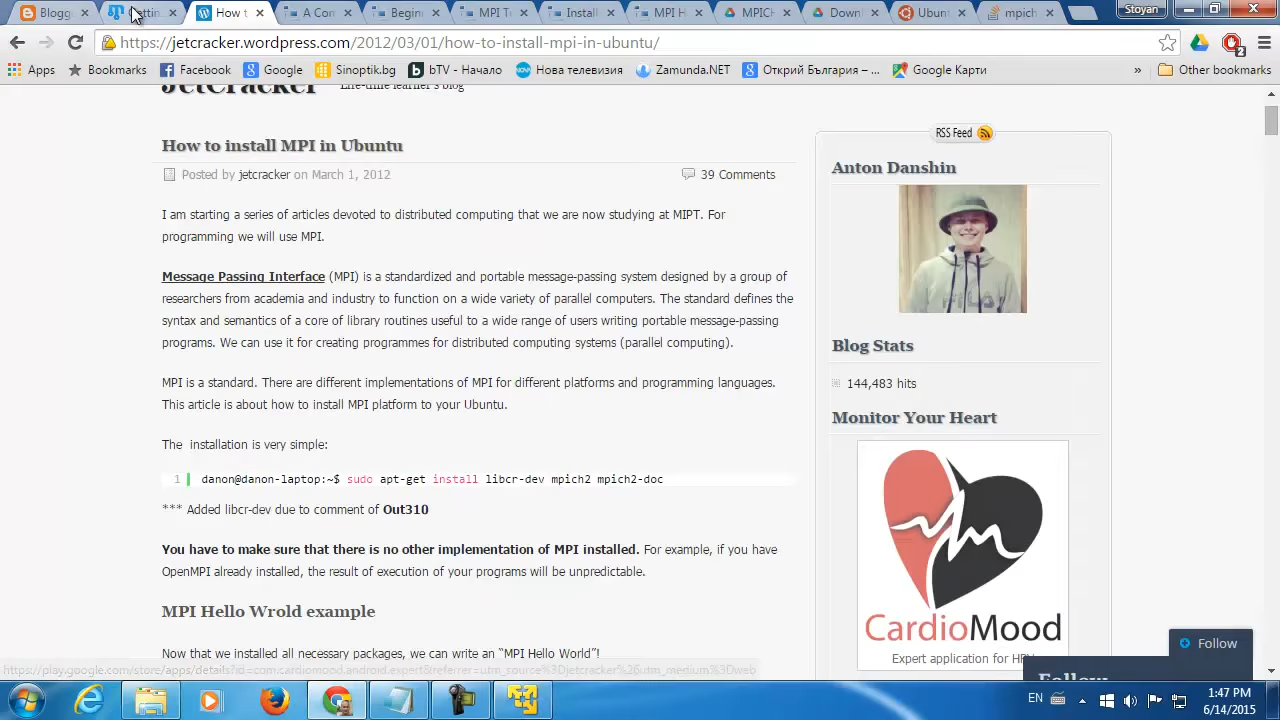 Blogge
ettin
How t
A Com
Beginn
MPI Tu
Install
MPI H
MPICH
Downl
Ubunt
mpich
Stoyan
https://jetcracker.wordpress.com/2012/03/01/how-to-install-mpi-in-ubuntu/
2
Apps
Bookmarks
Facebook
Google
Sinoptik.bg
bTV - Начало
Нова телевизия
Zamunda.NET
Открий България – ...
Google Карти
»
Other bookmarks
JetCracker
Life-time learner's blog
How to install MPI in Ubuntu
Posted by jetcracker on March 1, 2012
39 Comments
I am starting a series of articles devoted to distributed computing that we are now studying at MIPT. For
programming we will use MPI.
Message Passing Interface (MPI) is a standardized and portable message-passing system designed by a group of
researchers from academia and industry to function on a wide variety of parallel computers. The standard defines the
syntax and semantics of a core of library routines useful to a wide range of users writing portable message-passing
programs. We can use it for creating programmes for distributed computing systems (parallel computing).
MPI is a standard. There are different implementations of MPI for different platforms and programming languages.
This article is about how to install MPI platform to your Ubuntu.
The installation is very simple:
1 danon@danon-laptop:~$ sudo apt-get install libcr-dev mpich2 mpich2-doc
*** Added libcr-dev due to comment of Out310
You have to make sure that there is no other implementation of MPI installed. For example, if you have
OpenMPI already installed, the result of execution of your programs will be unpredictable.
MPI Hello Wrold example
Now that we installed all necessary packages, we can write an “MPI Hello World”!
RSS Feed
Anton Danshin
Blog Stats
144,483 hits
Monitor Your Heart
CardioMood
Expert application for HRV
Follow
Follow
https://play.google.com/store/apps/details?id=com.cardiomood.android.expert&referrer=utm_source%3Djetcracker%26utm_medium%3Dweb
EN
1:47 PM
6/14/2015